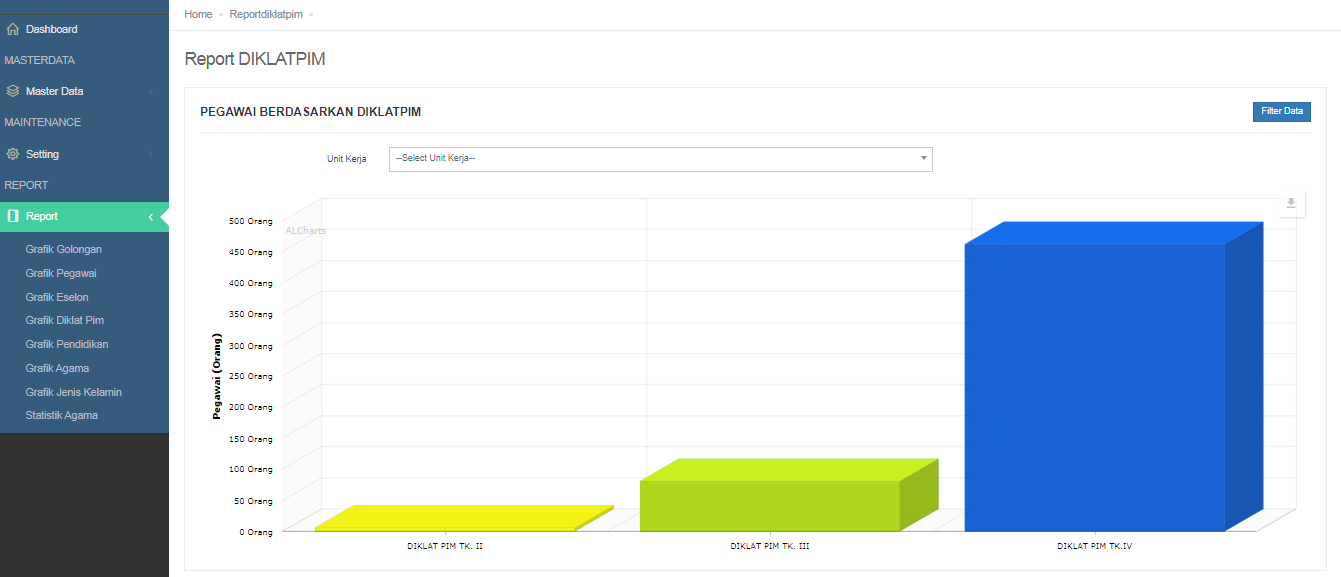 Home • Reportdiklatpim •
Dashboard
MASTERDATA
Master Data
MAINTENANCE
Setting
REPORT
Report
Grafik Golongan
Grafik Pegawai
Grafik Eselon
Grafik Diklat Pim
Grafik Pendidikan
Grafik Agama
Grafik Jenis Kelamin
Statistik Agama
Report DIKLATPIM
PEGAWAI BERDASARKAN DIKLATPIM
Filter Data
Unit Kerja
--Select Unit Kerja--
ALCharts
Pegawai (Orang)
500 Orang
450 Orang
400 Orang
350 Orang
300 Orang
250 Orang
200 Orang
150 Orang
100 Orang
50 Orang
0 Orang
DIKLAT PIM TK. II
DIKLAT PIM TK. III
DIKLAT PIM TK.IV